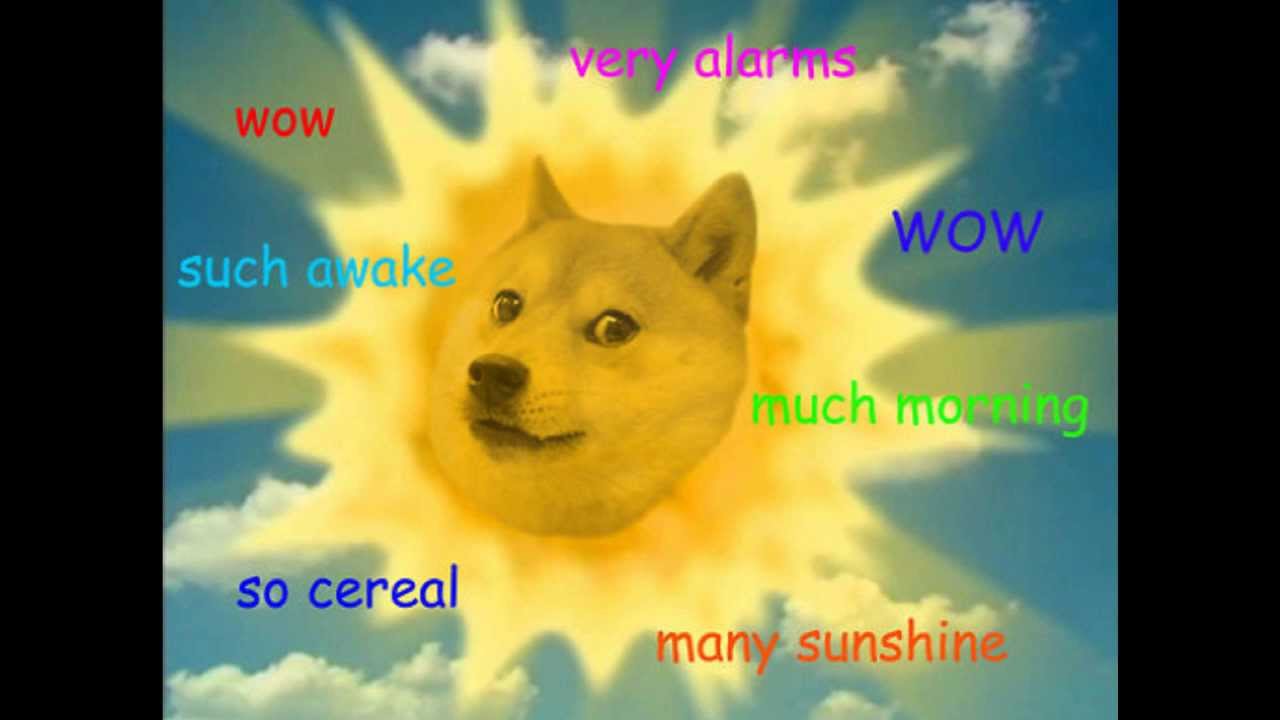 very alarms
wow
WOW
such awake
much morning
so cereal
many sunshine